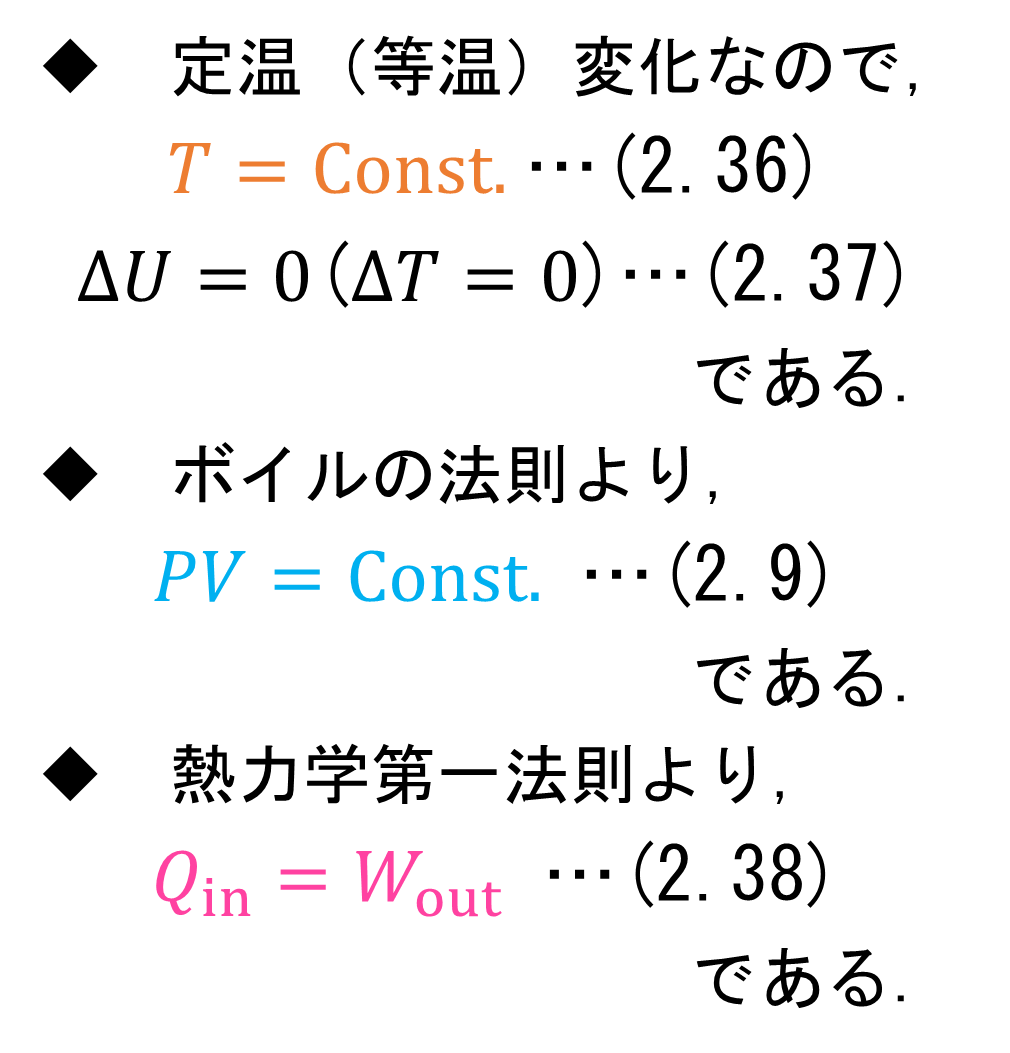 ◆ 定温（等温）変化なので,
T = Const. …(2.36)
ΔU = 0(ΔT = 0)…(2.37)
である.
◆ ボイルの法則より,
PV = Const. …(2.9)
である.
◆ 熱力学第一法則より,
Q_in = W_out …(2.38)
である.